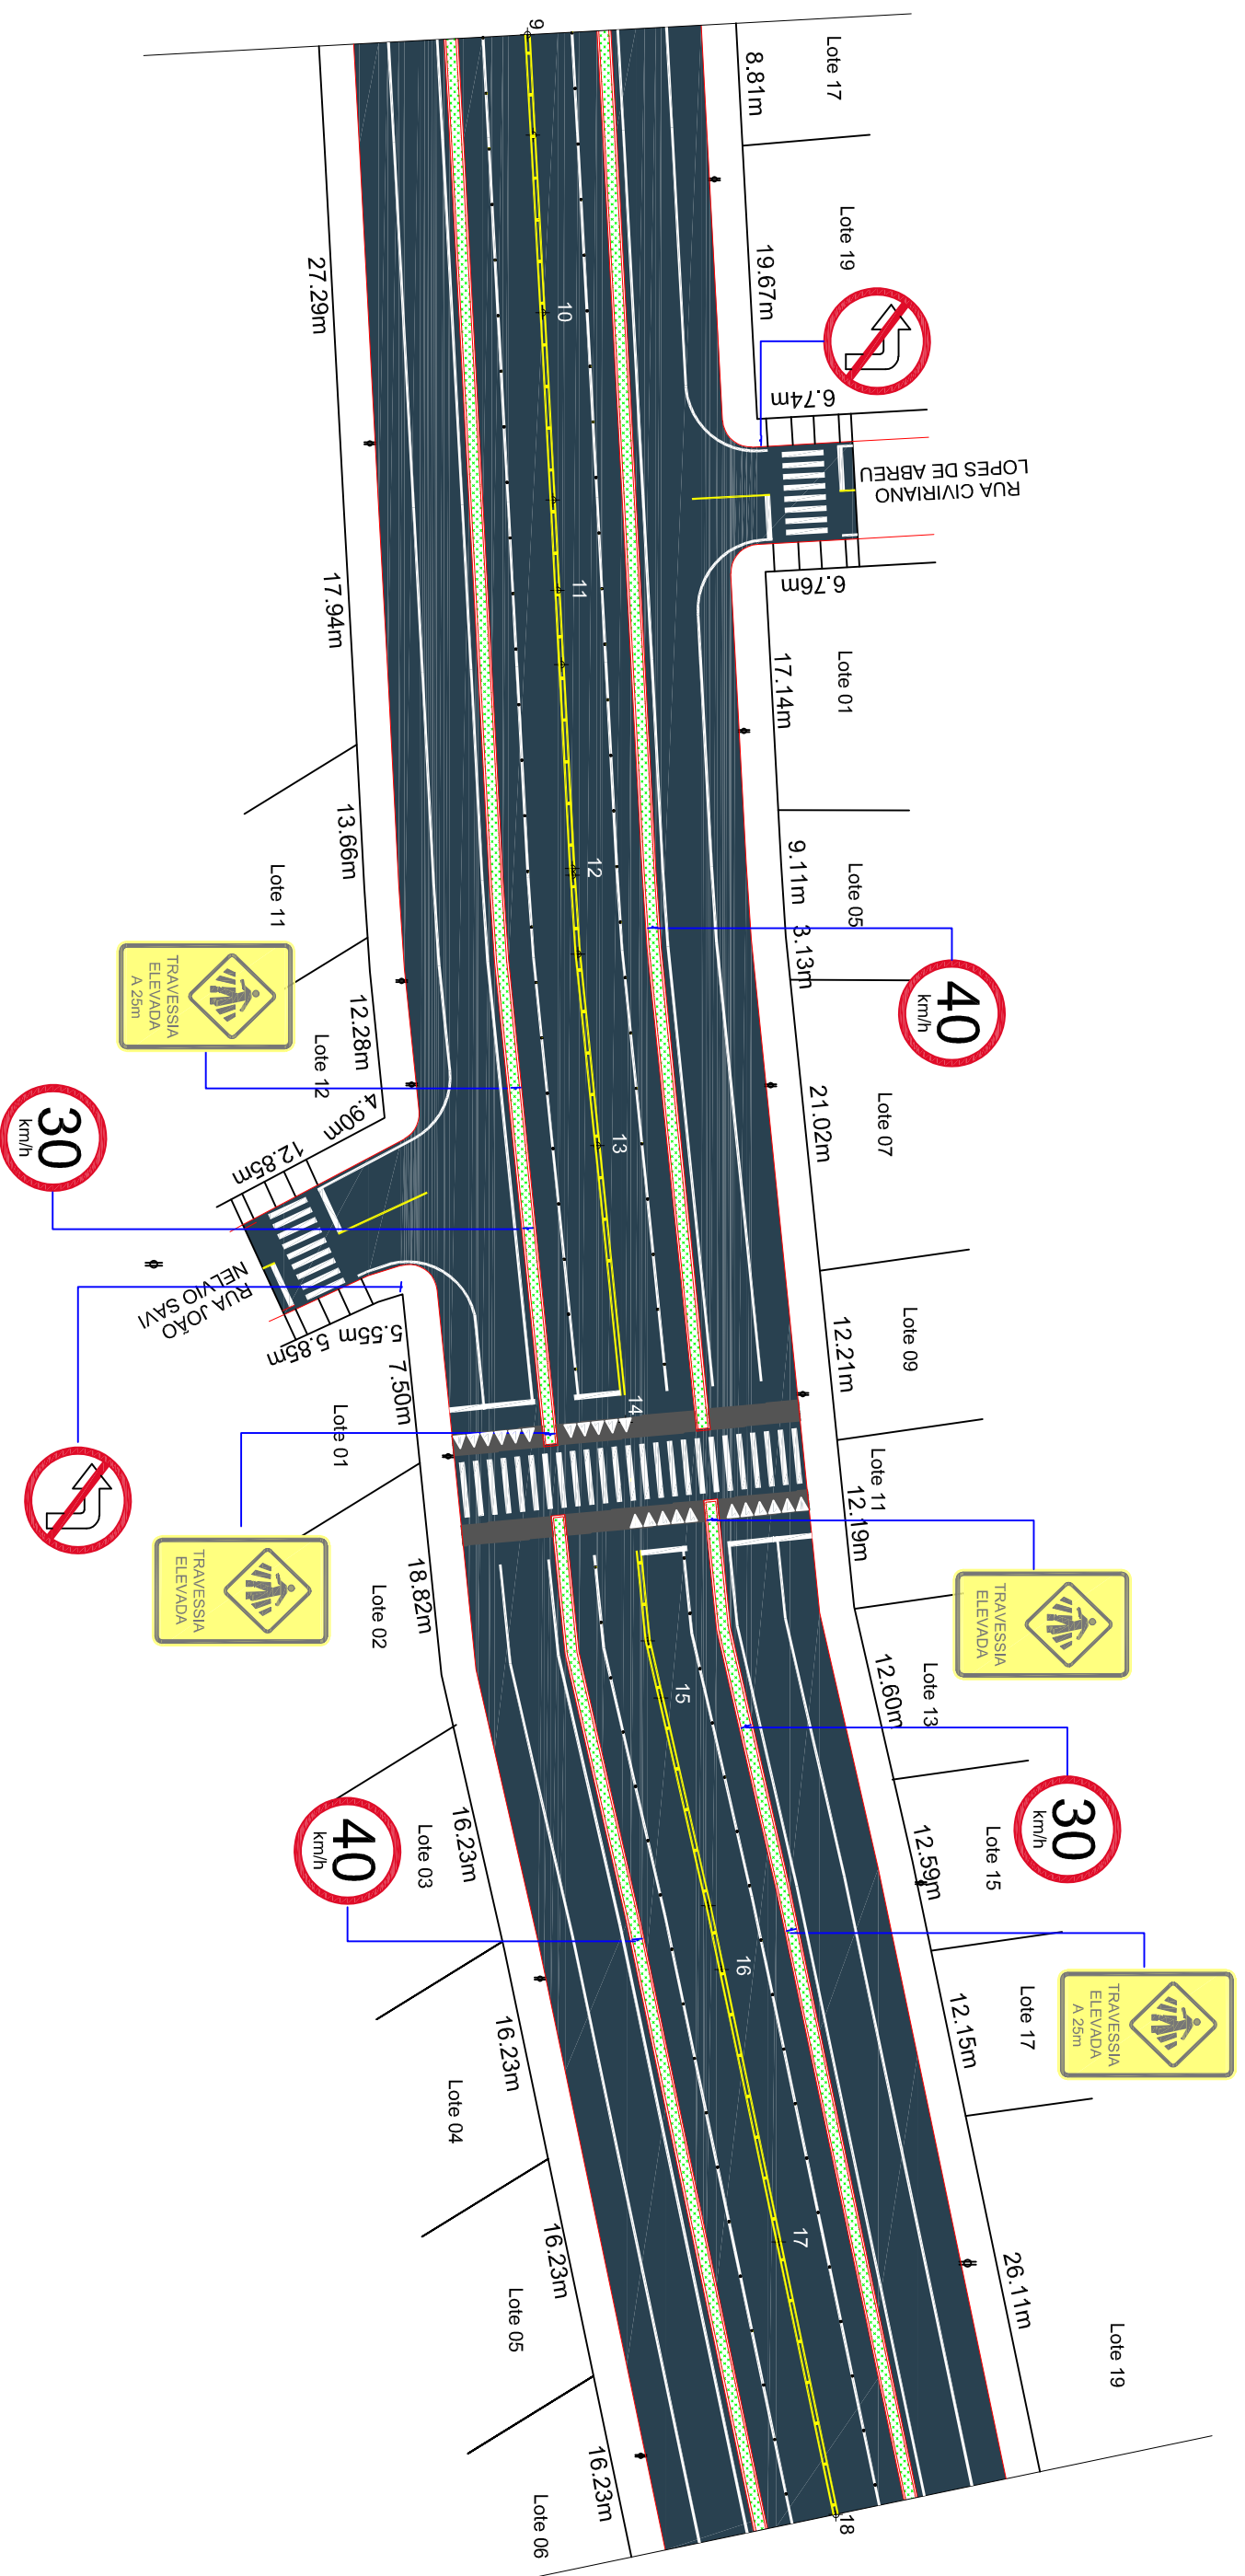 9
8.81m
Lote 17
19.67m
Lote 19
27.29m
10
6.74m
RUA CIVIRIANO
LOPES DE ABREU
6.76m
11
17.94m
17.14m
Lote 01
13.66m
12
9.11m
Lote 05
3.13m
Lote 11
40
km/h
TRAVESSIA
ELEVADA
A 25m
12.28m
Lote 12
4.90m
13
21.02m
Lote 07
30
km/h
12.85m
RUA JOÃO
NELVIO SAVI
5.85m
5.55m
7.50m
12.21m
Lote 09
14
Lote 01
Lote 11
12.19m
TRAVESSIA
ELEVADA
TRAVESSIA
ELEVADA
18.82m
Lote 02
15
12.60m
Lote 13
30
km/h
40
km/h
16.23m
Lote 03
12.59m
Lote 15
16
16.23m
12.15m
Lote 17
TRAVESSIA
ELEVADA
A 25m
Lote 04
17
16.23m
26.11m
Lote 05
Lote 19
16.23m
Lote 06
18